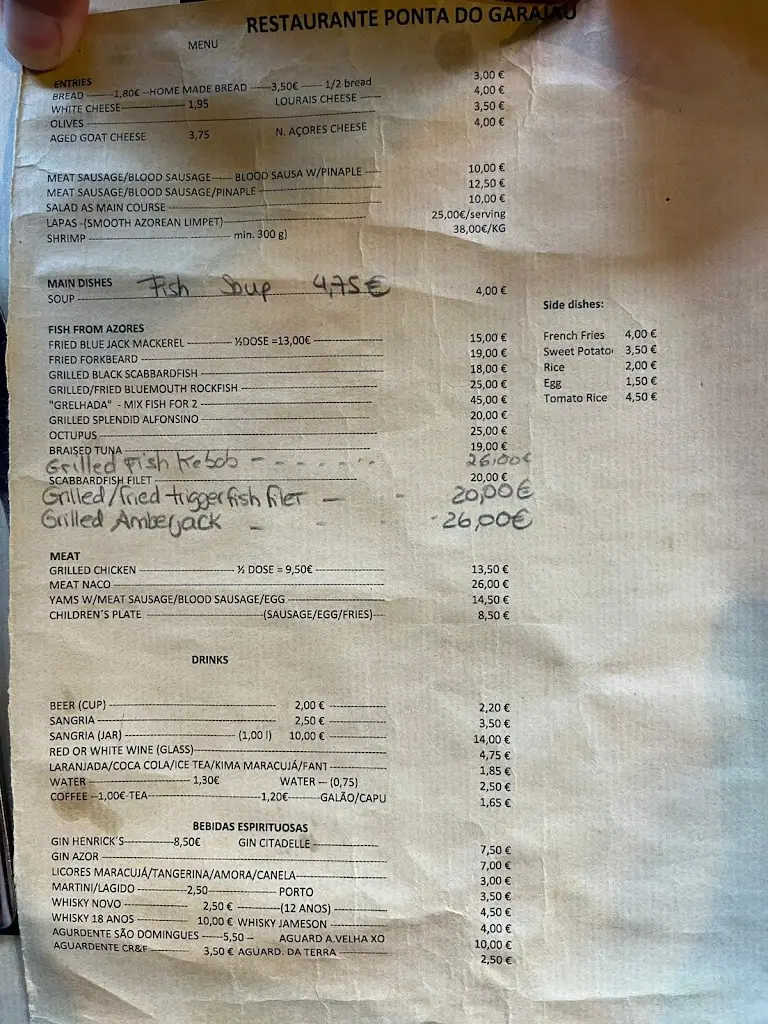 RESTAURANTE PONTA DO GARAJAU
MENU
ENTRIES
BREAD ------1,80€ --HOME MADE BREAD -----3,50€ ----- 1/2 bread 3,00 €
WHITE CHEESE---------------- 1,95 LOURAIS CHEESE ----- 4,00 €
OLIVES ------------------------ 3,50 €
AGED GOAT CHEESE 3,75 N. AÇORES CHEESE 4,00 €
MEAT SAUSAGE/BLOOD SAUSAGE----- BLOOD SAUSA W/PINAPLE --- 10,00 €
MEAT SAUSAGE/BLOOD SAUSAGE/PINAPLE ------------------------ 12,50 €
SALAD AS MAIN COURSE ------------------------ 10,00 €
LAPAS -(SMOOTH AZOREAN LIMPET)------------------------ 25,00€/serving
SHRIMP ------------------------ min. 300 g) 38,00€/KG
MAIN DISHES Fish Soup 4,75€
SOUP ------------------------ 4,00 €
FISH FROM AZORES
FRIED BLUE JACK MACKEREL ----------- ½DOSE =13,00€ ---------------- 15,00 €
FRIED FORKBEARD ------------------------ 19,00 €
GRILLED BLACK SCABBARDFISH ------------------------ 18,00 €
GRILLED/FRIED BLUEMOUTH ROCKFISH ------------------------ 25,00 €
"GRELHADA" - MIX FISH FOR 2 ------------------------ 45,00 €
GRILLED SPLENDID ALFONSINO ------------------------ 20,00 €
OCTUPUS ------------------------ 25,00 €
BRAISED TUNA ------------------------ 19,00 €
Grilled Fish Kebob - - - - - - - 26,00€
SCABBARDFISH FILET ------------------------ 20,00 €
Grilled/fried triggerfish filet - - 20,00€
Grilled Amberjack - - - 26,00€
Side dishes:
French Fries 4,00 €
Sweet Potato 3,50 €
Rice 2,00 €
Egg 1,50 €
Tomato Rice 4,50 €
MEAT
GRILLED CHICKEN ------------------------ ½ DOSE = 9,50€ ---------------- 13,50 €
MEAT NACO ------------------------ 26,00 €
YAMS W/MEAT SAUSAGE/BLOOD SAUSAGE/EGG ------------------------ 14,50 €
CHILDREN´S PLATE ------------------------(SAUSAGE/EGG/FRIES)--- 8,50 €
DRINKS
BEER (CUP) ------------------------ 2,00 € -------------- 2,20 €
SANGRIA ------------------------ 2,50 € -------------- 3,50 €
SANGRIA (JAR) ------------------------ (1,00 l) 10,00 € -------------- 14,00 €
RED OR WHITE WINE (GLASS)------------------------ 4,75 €
LARANJADA/COCA COLA/ICE TEA/KIMA MARACUJÁ/FANT -------------- 1,85 €
WATER ------------------------ 1,30€ WATER --- (0,75) 2,50 €
COFFEE --1,00€-TEA------------------------1,20€--------GALÃO/CAPU 1,65 €
BEBIDAS ESPIRITUOSAS
GIN HENRICK'S-------------8,50€ GIN CITADELLE ---------------- 7,50 €
GIN AZOR ------------------------ 7,00 €
LICORES MARACUJÁ/TANGERINA/AMORA/CANELA------------------------ 3,00 €
MARTINI/LAGIDO -------------2,50 -------------- PORTO 3,50 €
WHISKY NOVO ---------------- 2,50 € -----------(12 ANOS) ------------- 4,50 €
WHISKY 18 ANOS ------------- 10,00 € WHISKY JAMESON ------------- 4,00 €
AGURDENTE SÃO DOMINGUES ------5,50 -- AGUARD A.VELHA XO 10,00 €
AGUARDENTE CR&F ------------- 3,50 € AGUARD. DA TERRA ------------- 2,50 €